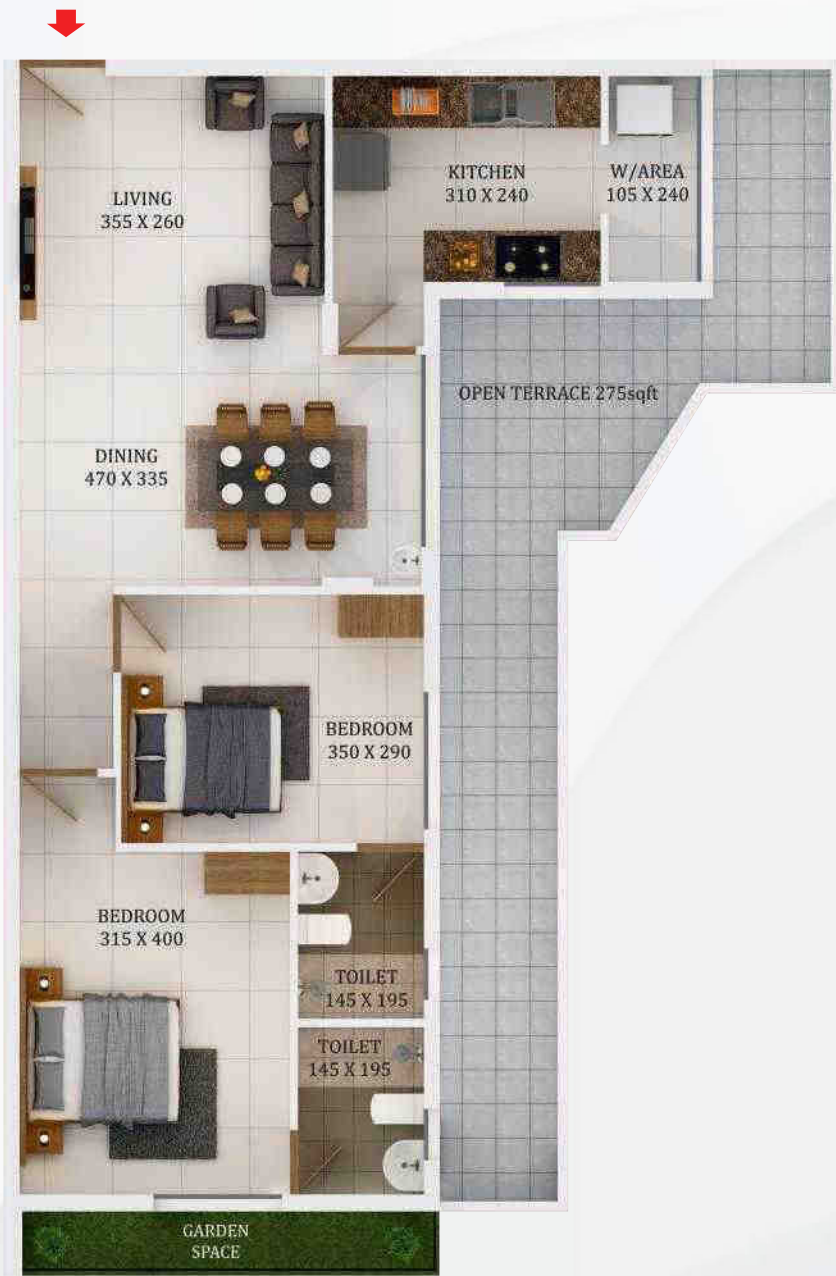 LIVING
355 X 260
KITCHEN
310 X 240
W/AREA
105 X 240
OPEN TERRACE 275sqft
DINING
470 X 335
BEDROOM
350 X 290
BEDROOM
315 X 400
TOILET
145 X 195
TOILET
145 X 195
GARDEN
SPACE